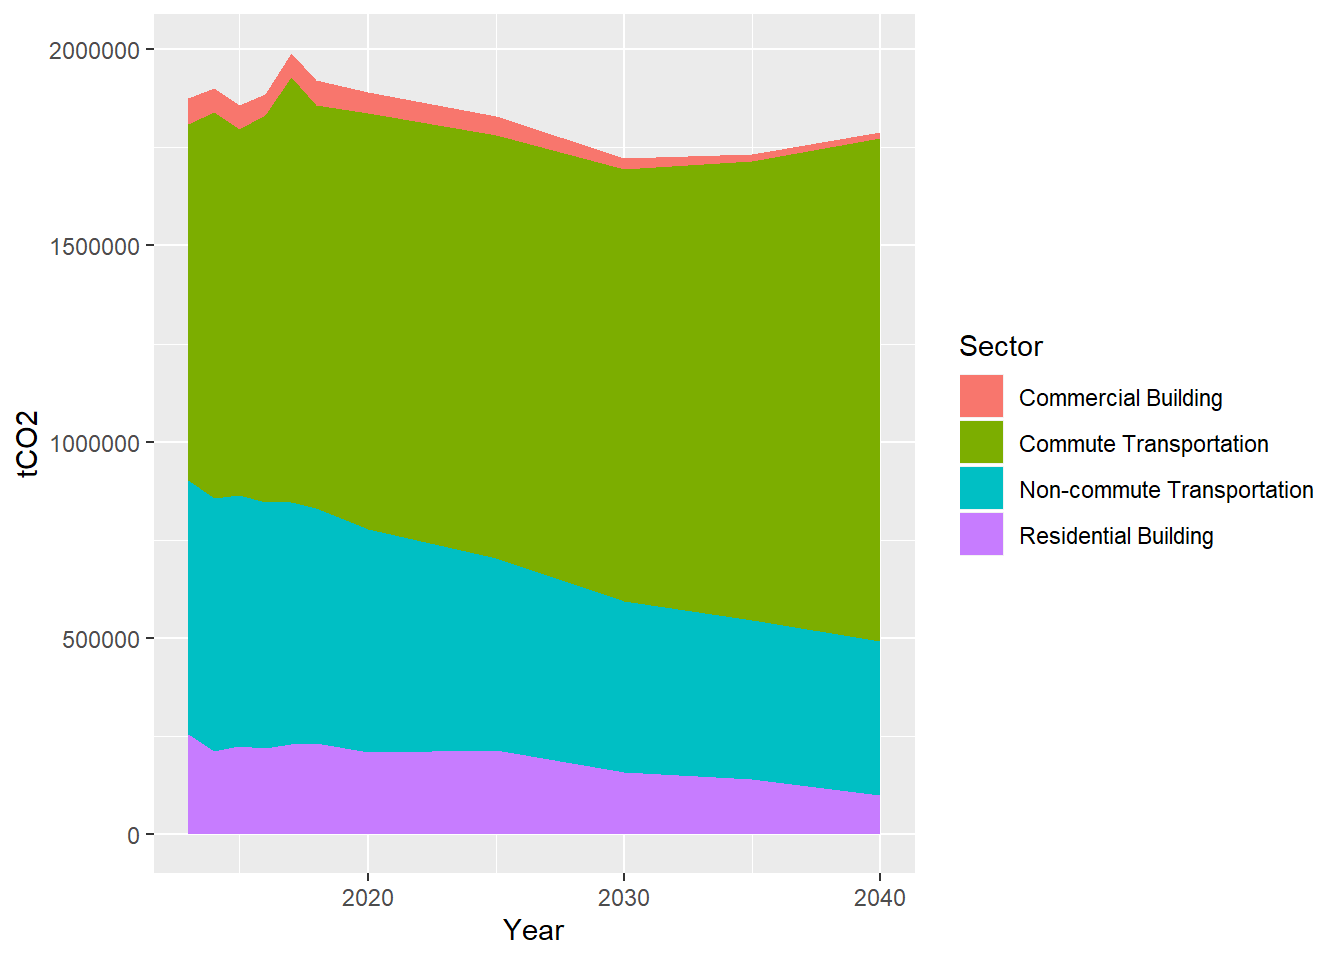 2000000
1500000
1000000
500000
0
tCO2
2020
2030
2040
Year
Sector
Commercial Building
Commute Transportation
Non-commute Transportation
Residential Building